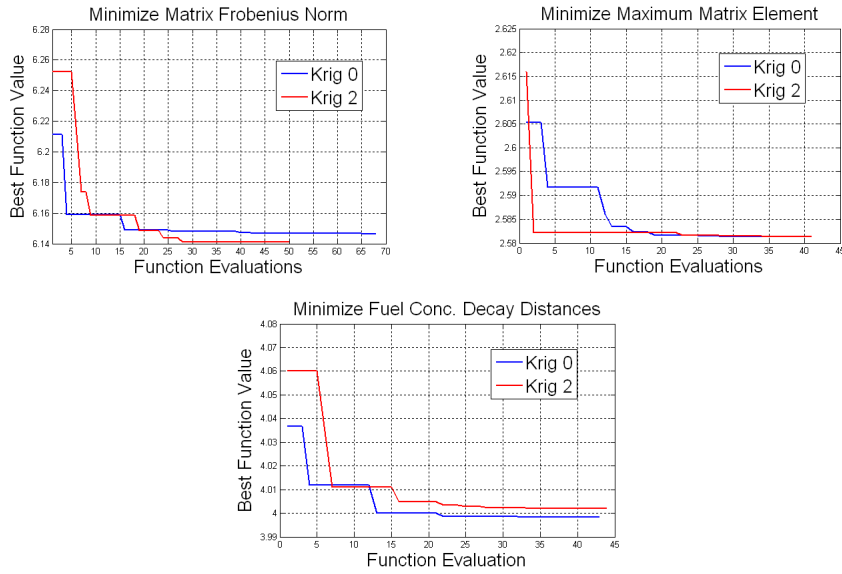 Minimize Matrix Frobenius Norm
Best Function Value
6.28
6.26
6.24
6.22
6.2
6.18
6.16
6.14
Krig 0
Krig 2
5 10 15 20 25 30 35 40 45 50 55 60 65 70
Function Evaluations
Minimize Maximum Matrix Element
Best Function Value
2.625
2.62
2.615
2.61
2.605
2.6
2.595
2.59
2.585
2.58
Krig 0
Krig 2
0 5 10 15 20 25 30 35 40 45
Function Evaluations
Minimize Fuel Conc. Decay Distances
Best Function Value
4.08
4.07
4.06
4.05
4.04
4.03
4.02
4.01
4
3.99
Krig 0
Krig 2
0 5 10 15 20 25 30 35 40 45
Function Evaluation